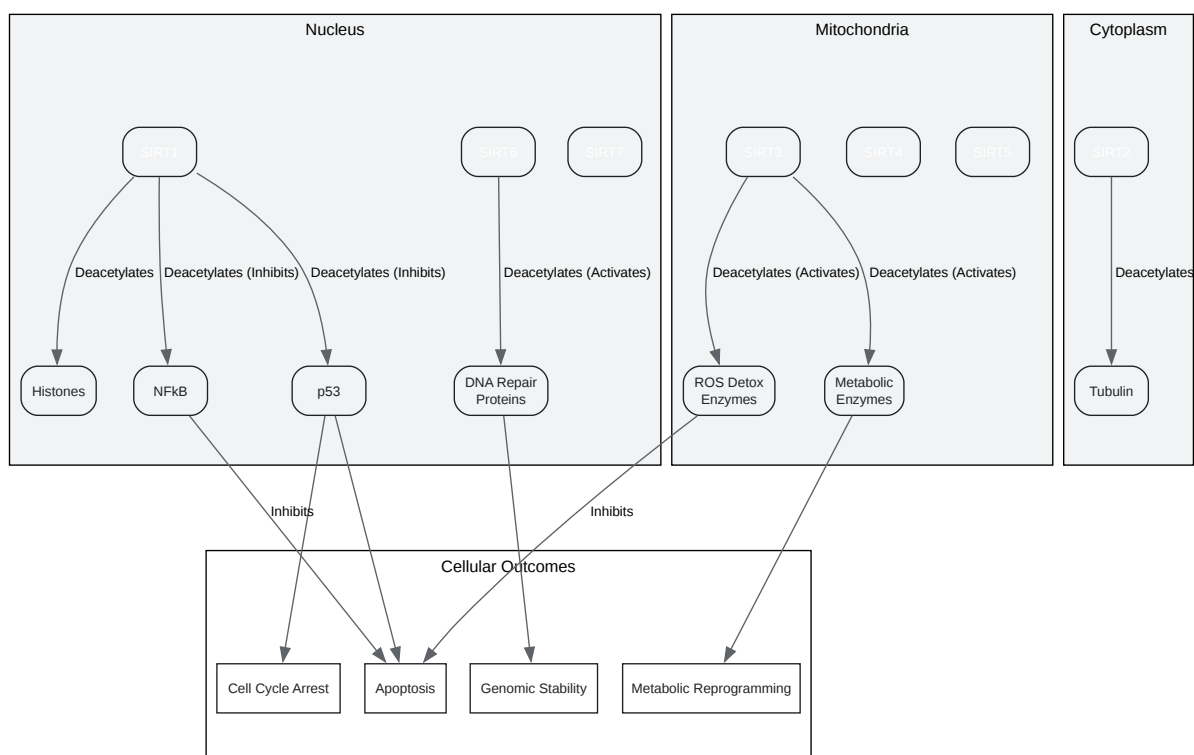 Nucleus
Mitochondria
Cytoplasm
SIRT1
SIRT6
SIRT7
SIRT3
SIRT4
SIRT5
SIRT2
Deacetylates
Deacetylates (Inhibits)
Deacetylates (Inhibits)
Deacetylates (Activates)
Deacetylates (Activates)
Deacetylates (Activates)
Deacetylates
Histones
NFkB
p53
DNA Repair
Proteins
ROS Detox
Enzymes
Metabolic
Enzymes
Tubulin
Inhibits
Inhibits
Cellular Outcomes
Cell Cycle Arrest
Apoptosis
Genomic Stability
Metabolic Reprogramming